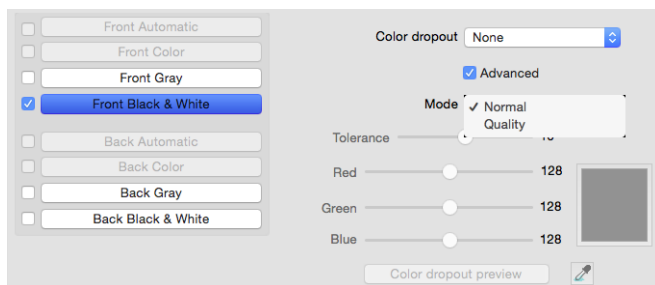 Front Automatic
Front Color
Front Gray
Front Black & White
Back Automatic
Back Color
Back Gray
Back Black & White
Color dropout None
Advanced
Mode ✓ Normal
Quality
Tolerance
Red 128
Green 128
Blue 128
Color dropout preview